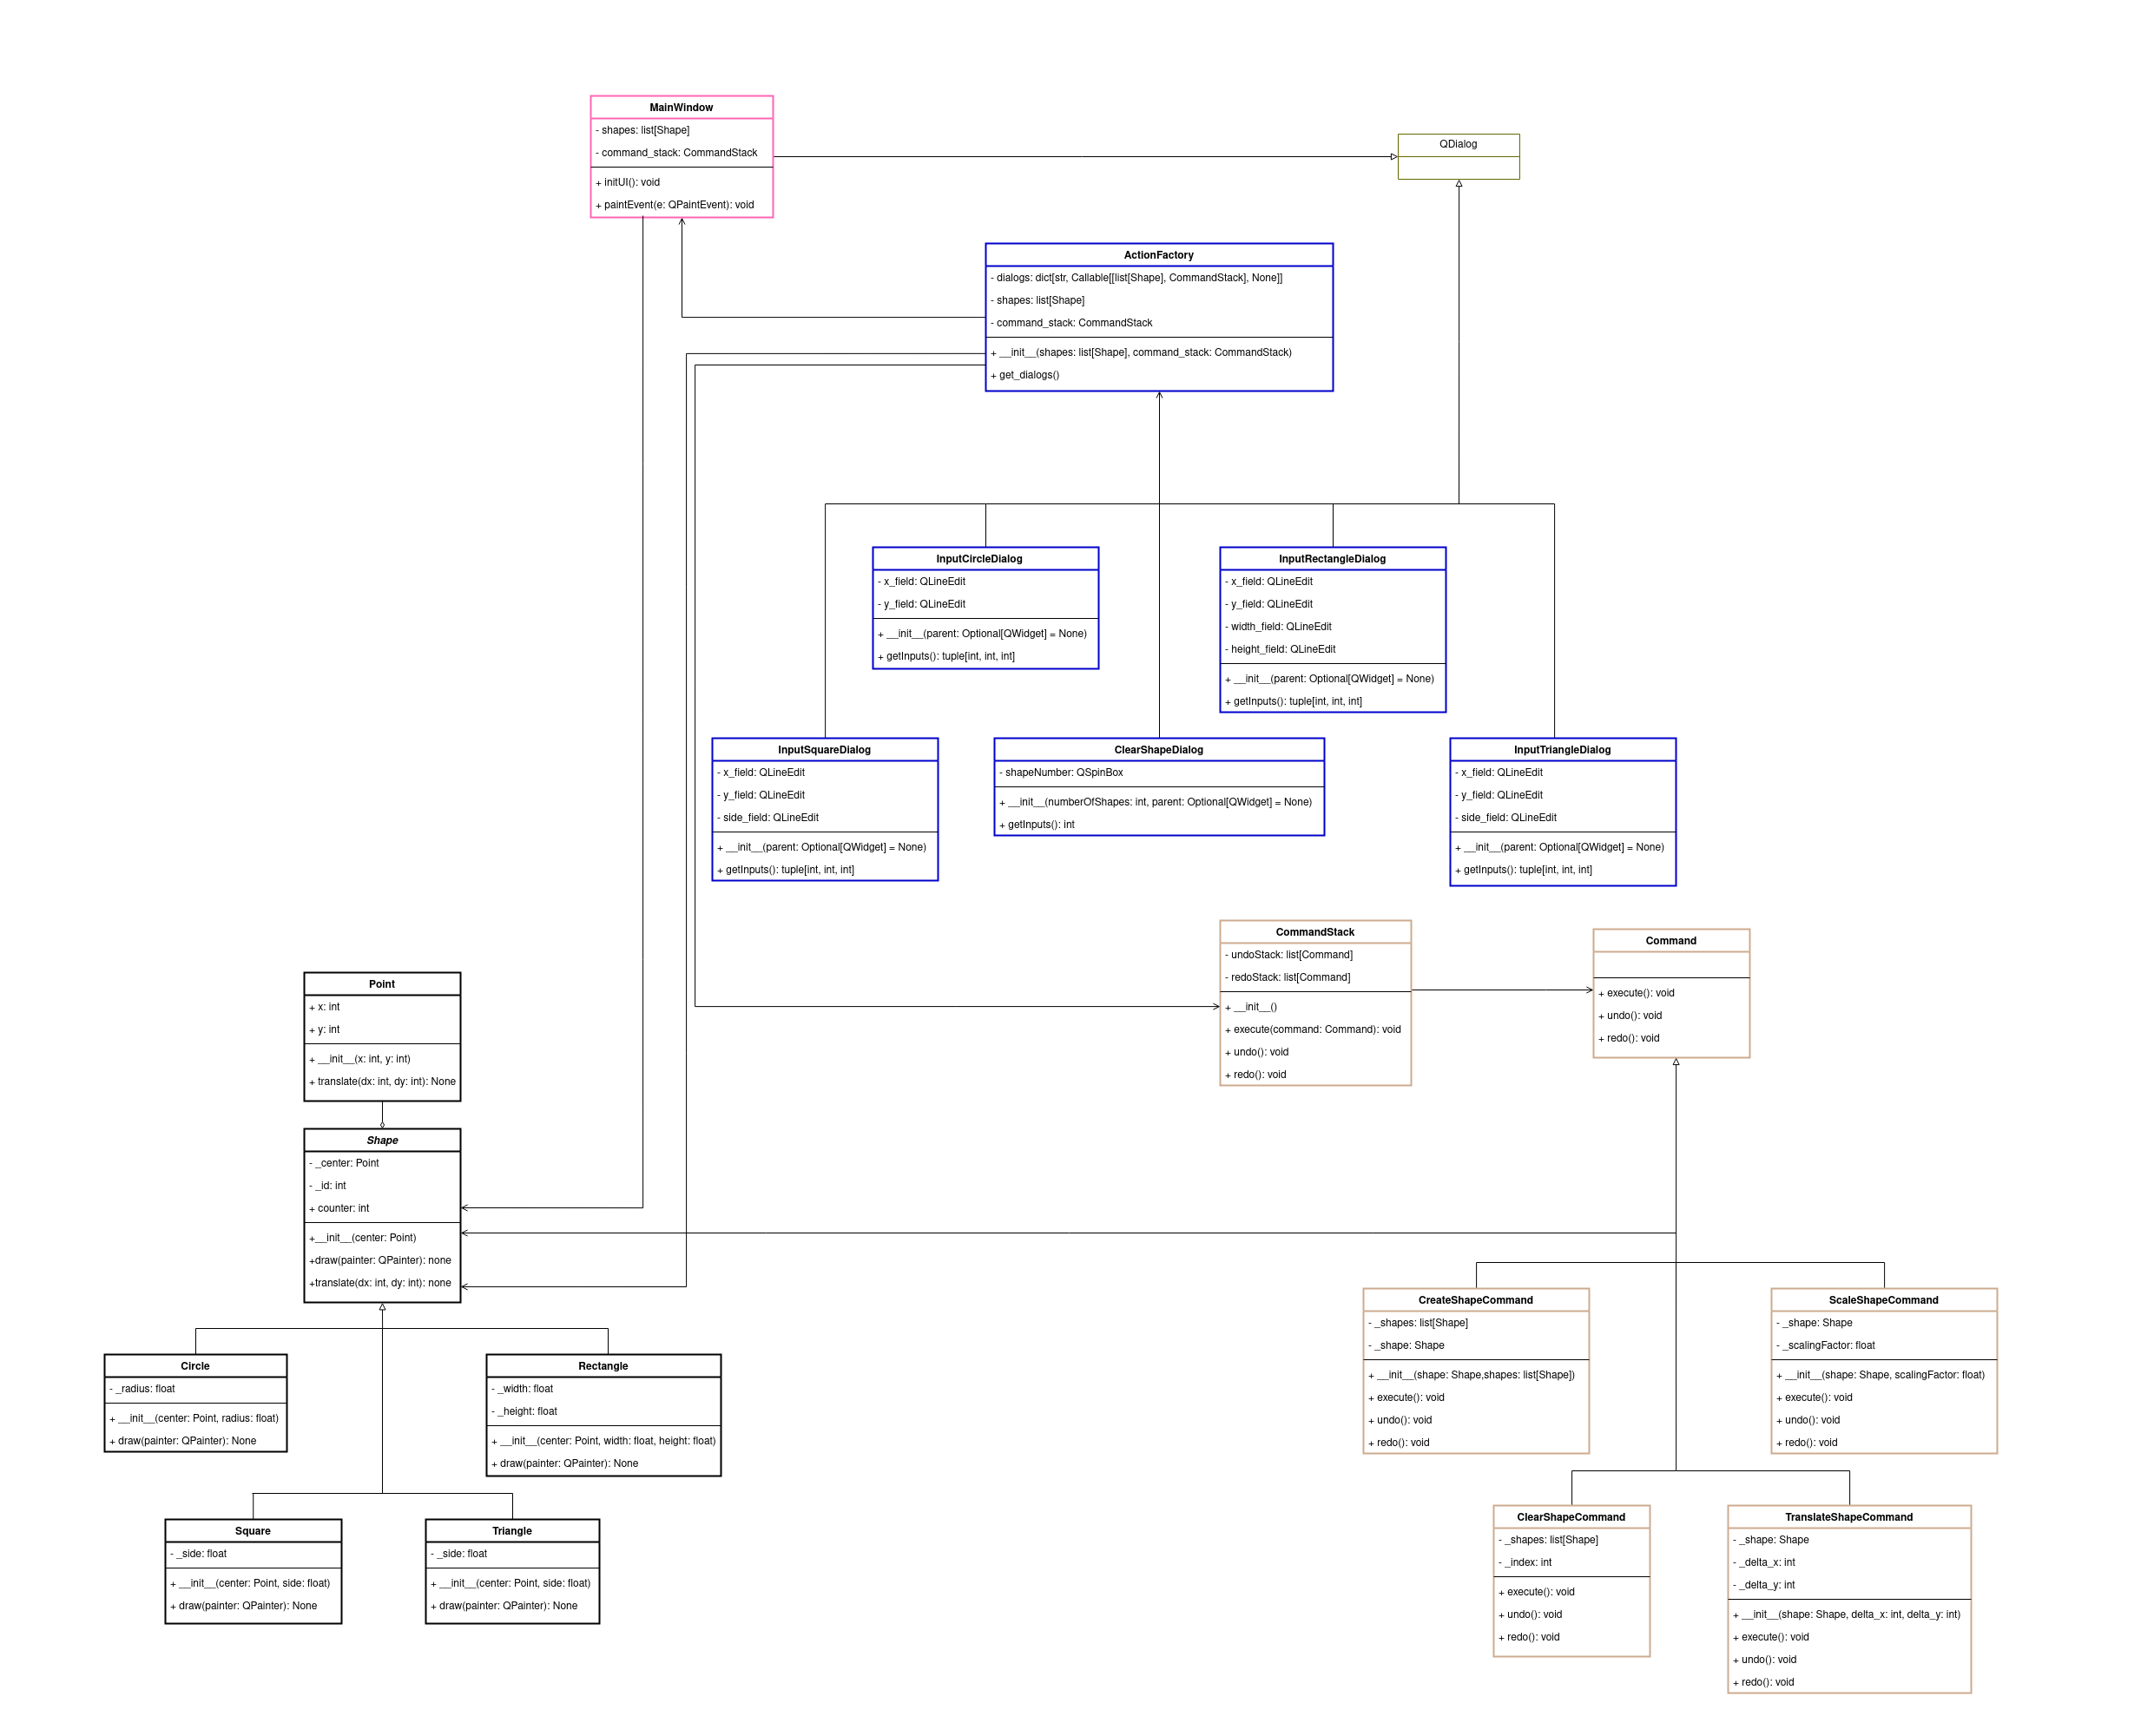 MainWindow
- shapes: list[Shape]
- command_stack: CommandStack
+ initUI(): void
+ paintEvent(e: QPaintEvent): void
QDialog
ActionFactory
- dialogs: dict[str, Callable[[list[Shape], CommandStack], None]]
- shapes: list[Shape]
- command_stack: CommandStack
+ __init__(shapes: list[Shape], command_stack: CommandStack)
+ get_dialogs()
InputCircleDialog
- x_field: QLineEdit
- y_field: QLineEdit
+ __init__(parent: Optional[QWidget] = None)
+ getInputs(): tuple[int, int, int]
InputRectangleDialog
- x_field: QLineEdit
- y_field: QLineEdit
- width_field: QLineEdit
- height_field: QLineEdit
+ __init__(parent: Optional[QWidget] = None)
+ getInputs(): tuple[int, int, int]
InputSquareDialog
- x_field: QLineEdit
- y_field: QLineEdit
- side_field: QLineEdit
+ __init__(parent: Optional[QWidget] = None)
+ getInputs(): tuple[int, int, int]
ClearShapeDialog
- shapeNumber: QSpinBox
+ __init__(numberOfShapes: int, parent: Optional[QWidget] = None)
+ getInputs(): int
InputTriangleDialog
- x_field: QLineEdit
- y_field: QLineEdit
- side_field: QLineEdit
+ __init__(parent: Optional[QWidget] = None)
+ getInputs(): tuple[int, int, int]
CommandStack
- undoStack: list[Command]
- redoStack: list[Command]
+ __init__()
+ execute(command: Command): void
+ undo(): void
+ redo(): void
Command
+ execute(): void
+ undo(): void
+ redo(): void
Point
+ x: int
+ y: int
+ __init__(x: int, y: int)
+ translate(dx: int, dy: int): None
Shape
- _center: Point
- _id: int
+ counter: int
+__init__(center: Point)
+draw(painter: QPainter): none
+translate(dx: int, dy: int): none
Circle
- _radius: float
+ __init__(center: Point, radius: float)
+ draw(painter: QPainter): None
Rectangle
- _width: float
- _height: float
+ __init__(center: Point, width: float, height: float)
+ draw(painter: QPainter): None
Square
- _side: float
+ __init__(center: Point, side: float)
+ draw(painter: QPainter): None
Triangle
- _side: float
+ __init__(center: Point, side: float)
+ draw(painter: QPainter): None
CreateShapeCommand
- _shapes: list[Shape]
- _shape: Shape
+ __init__(shape: Shape,shapes: list[Shape])
+ execute(): void
+ undo(): void
+ redo(): void
ScaleShapeCommand
- _shape: Shape
- _scalingFactor: float
+ __init__(shape: Shape, scalingFactor: float)
+ execute(): void
+ undo(): void
+ redo(): void
ClearShapeCommand
- _shapes: list[Shape]
- _index: int
+ execute(): void
+ undo(): void
+ redo(): void
TranslateShapeCommand
- _shape: Shape
- _delta_x: int
- _delta_y: int
+ __init__(shape: Shape, delta_x: int, delta_y: int)
+ execute(): void
+ undo(): void
+ redo(): void